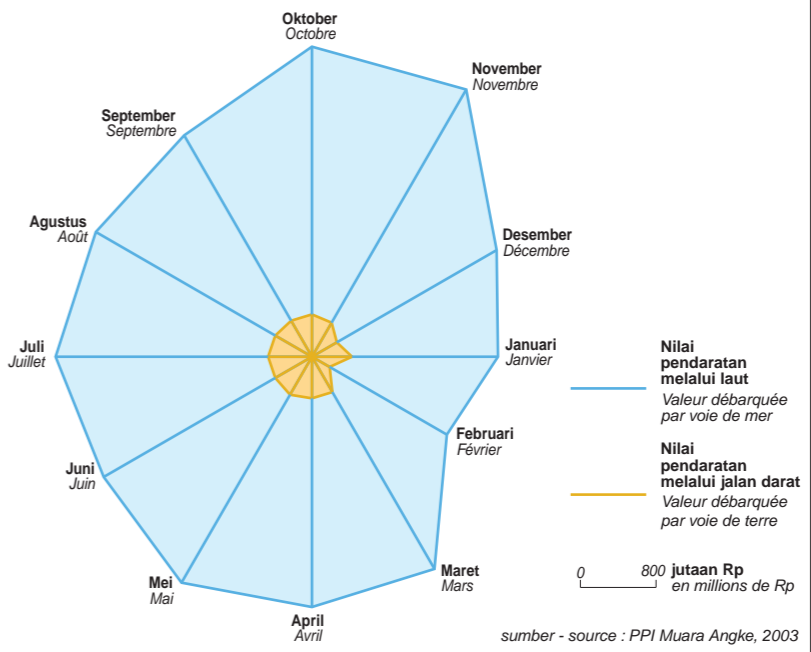 Oktober
Octobre
November
Novembre
September
Septembre
Agustus
Août
Desember
Décembre
Juli
Juillet
Januari
Janvier
Februari
Février
Juni
Juin
Mei
Mai
Maret
Mars
April
Avril
Nilai
pendaratan
melalui laut
Valeur débarquée
par voie de mer
Nilai
pendaratan
melalui jalan darat
Valeur débarquée
par voie de terre
0 800 jutaan Rp
en millions de Rp
sumber - source : PPI Muara Angke, 2003